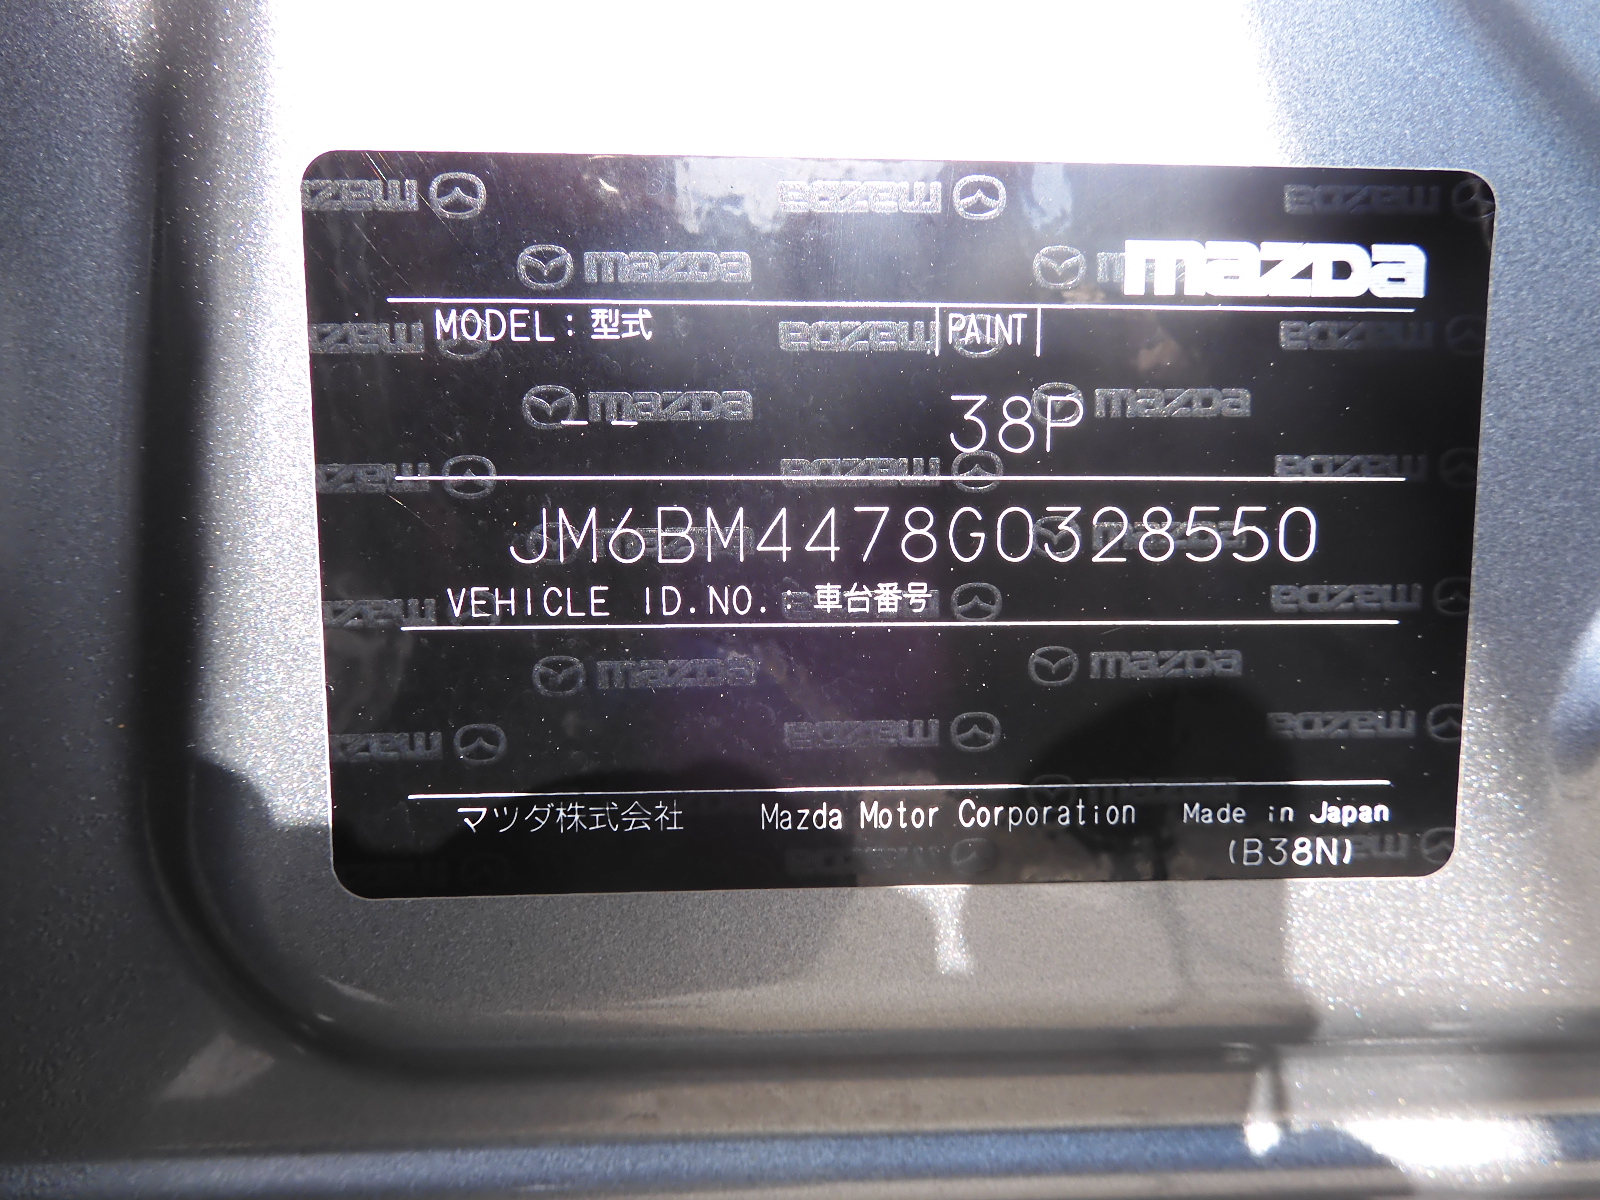 mazda
MODEL : 型式 PAINT
- - 38P
JM6BM4478G0328550
VEHICLE ID.NO. : 車台番号
マツダ株式会社 Mazda Motor Corporation Made in Japan
(B38N)